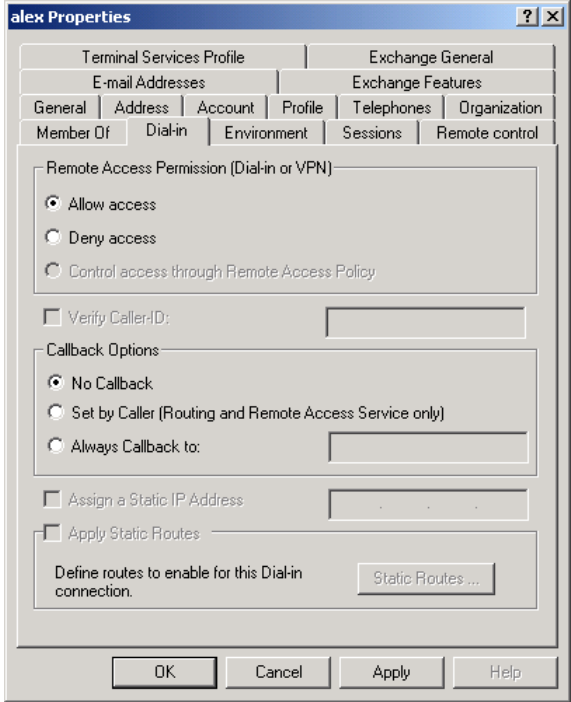 alex Properties
Terminal Services Profile Exchange General
E-mail Addresses Exchange Features
General Address Account Profile Telephones Organization
Member Of Dial-in Environment Sessions Remote control
Remote Access Permission (Dial-in or VPN)
Allow access
Deny access
Control access through Remote Access Policy
Verify Caller-ID:
Callback Options
No Callback
Set by Caller (Routing and Remote Access Service only)
Always Callback to:
Assign a Static IP Address . . .
Apply Static Routes
Define routes to enable for this Dial-in
connection.
Static Routes ...
OK Cancel Apply Help